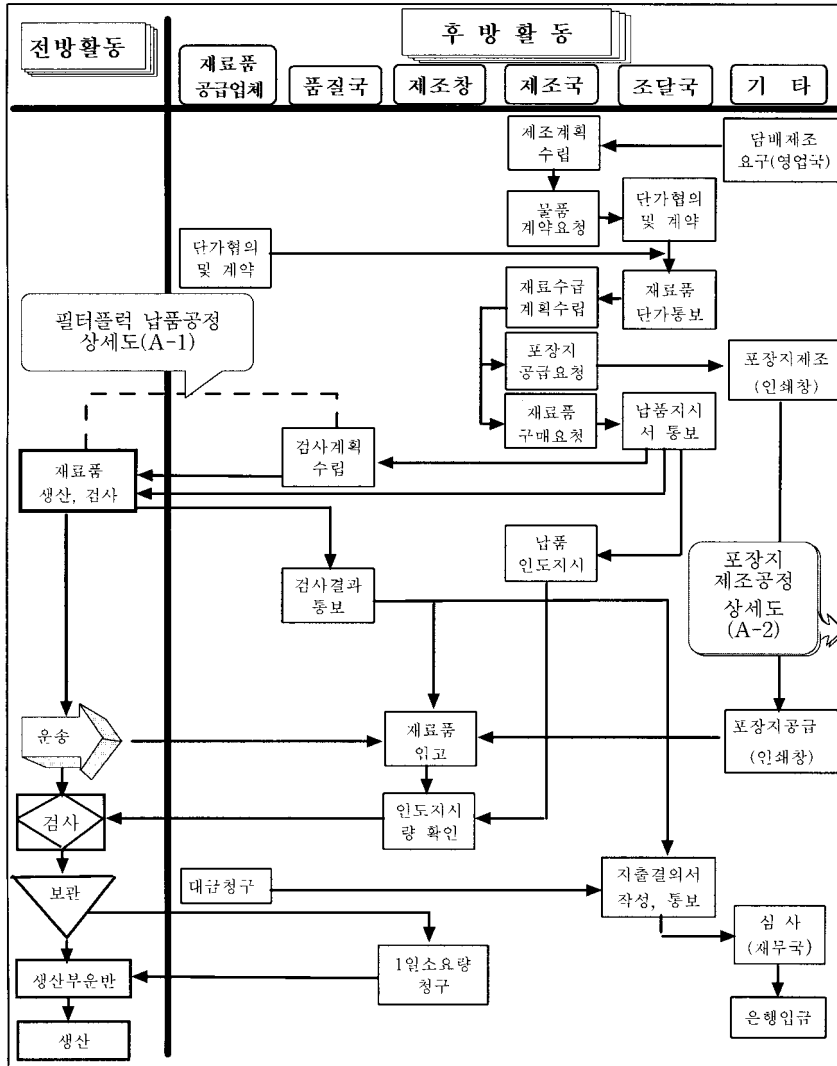 전방활동
후 방 활 동
재료품
공급업체
품질국
제조창
제조국
조달국
기 타
제조계획
수립
담배제조
요구(영업국)
물품
계약요청
단가협의
및 계약
단가협의
및 계약
재료수급
계획수립
재료품
단가통보
필터플럭 납품공정
상세도(A-1)
포장지
공급요청
포장지제조
(인쇄창)
재료품
구매요청
납품지시
서 통보
검사계획
수립
재료품
생산, 검사
납품
인도지시
포장지
제조공정
상세도
(A-2)
검사결과
통보
운송
재료품
입고
포장지공급
(인쇄창)
검사
인도지시
량 확인
보관
대금청구
지출결의서
작성, 통보
심 사
(재무국)
생산부운반
1일소요량
청구
은행입금
생산